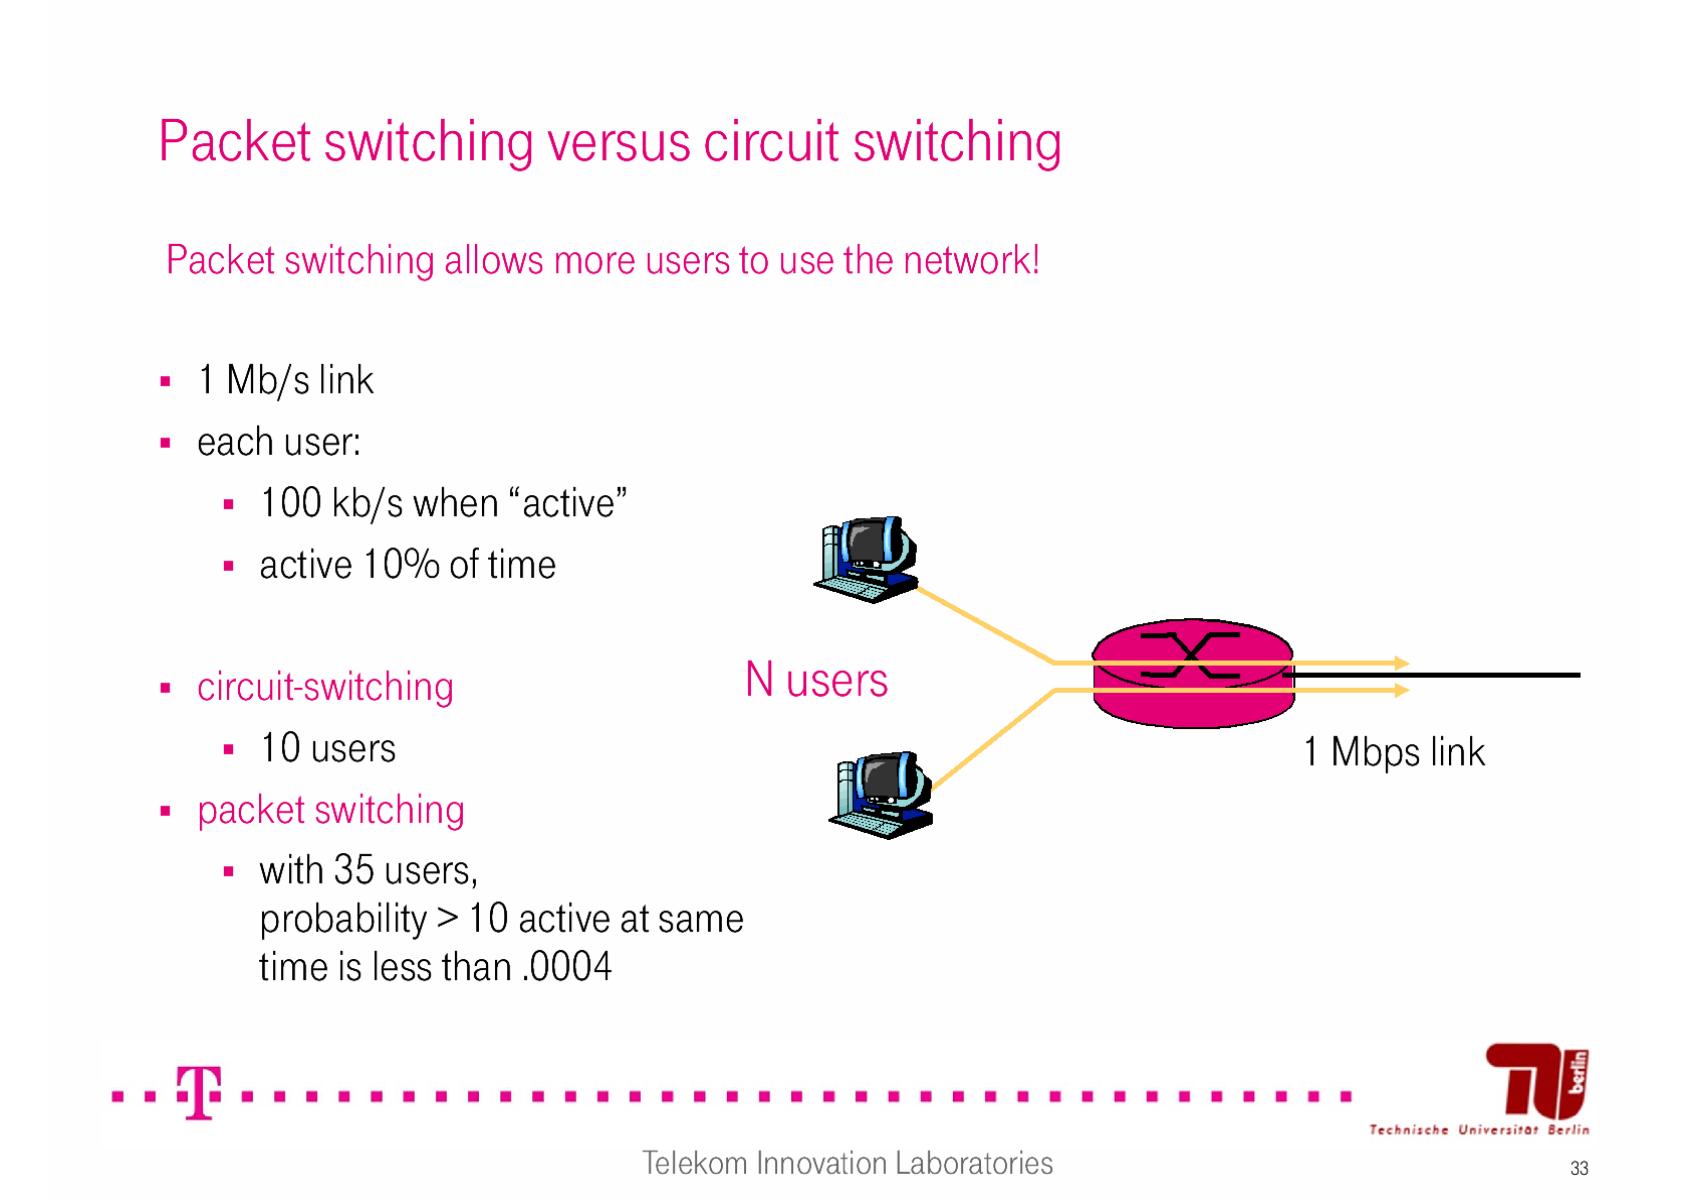 Packet switching versus circuit switching
Packet switching allows more users to use the network!
1 Mb/s link
each user:
100 kb/s when “active”
active 10% of time
circuit-switching
10 users
packet switching
with 35 users,
probability > 10 active at same
time is less than .0004
N users
1 Mbps link
T
berlin
Technische Universität Berlin
Telekom Innovation Laboratories
33